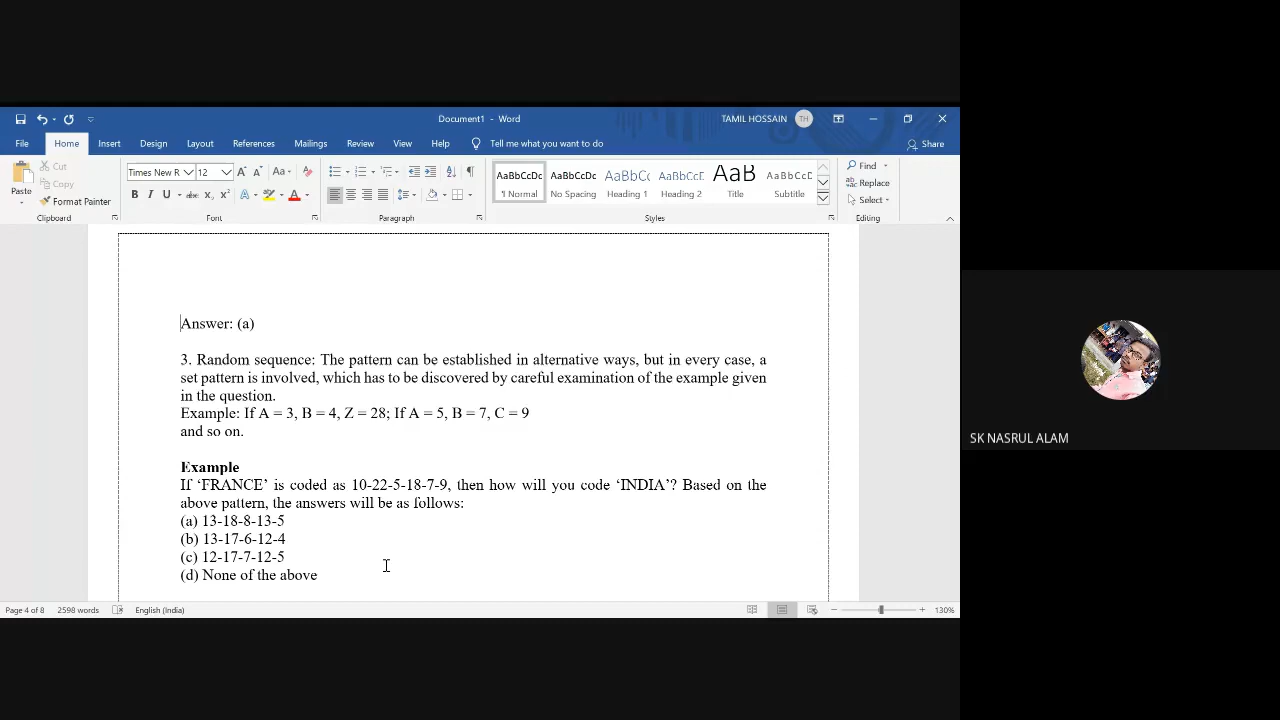 Document1 - Word
TAMIL HOSSAIN
TH
File Home Insert Design Layout References Mailings Review View Help Tell me what you want to do
Share
Paste
Cut
Copy
Format Painter
Clipboard
Times New R 12
Font
Paragraph
AaBbCcDc AaBbCcDc AaBbCc AaBbCcE AaB AaBbCcD
¶ Normal No Spacing Heading 1 Heading 2 Title Subtitle
Styles
Find
Replace
Select
Editing
Answer: (a)
3. Random sequence: The pattern can be established in alternative ways, but in every case, a
set pattern is involved, which has to be discovered by careful examination of the example given
in the question.
Example: If A = 3, B = 4, Z = 28; If A = 5, B = 7, C = 9
and so on.
Example
If ‘FRANCE’ is coded as 10-22-5-18-7-9, then how will you code ‘INDIA’? Based on the
above pattern, the answers will be as follows:
(a) 13-18-8-13-5
(b) 13-17-6-12-4
(c) 12-17-7-12-5
(d) None of the above
Page 4 of 8 2598 words English (India) 130%
SK NASRUL ALAM